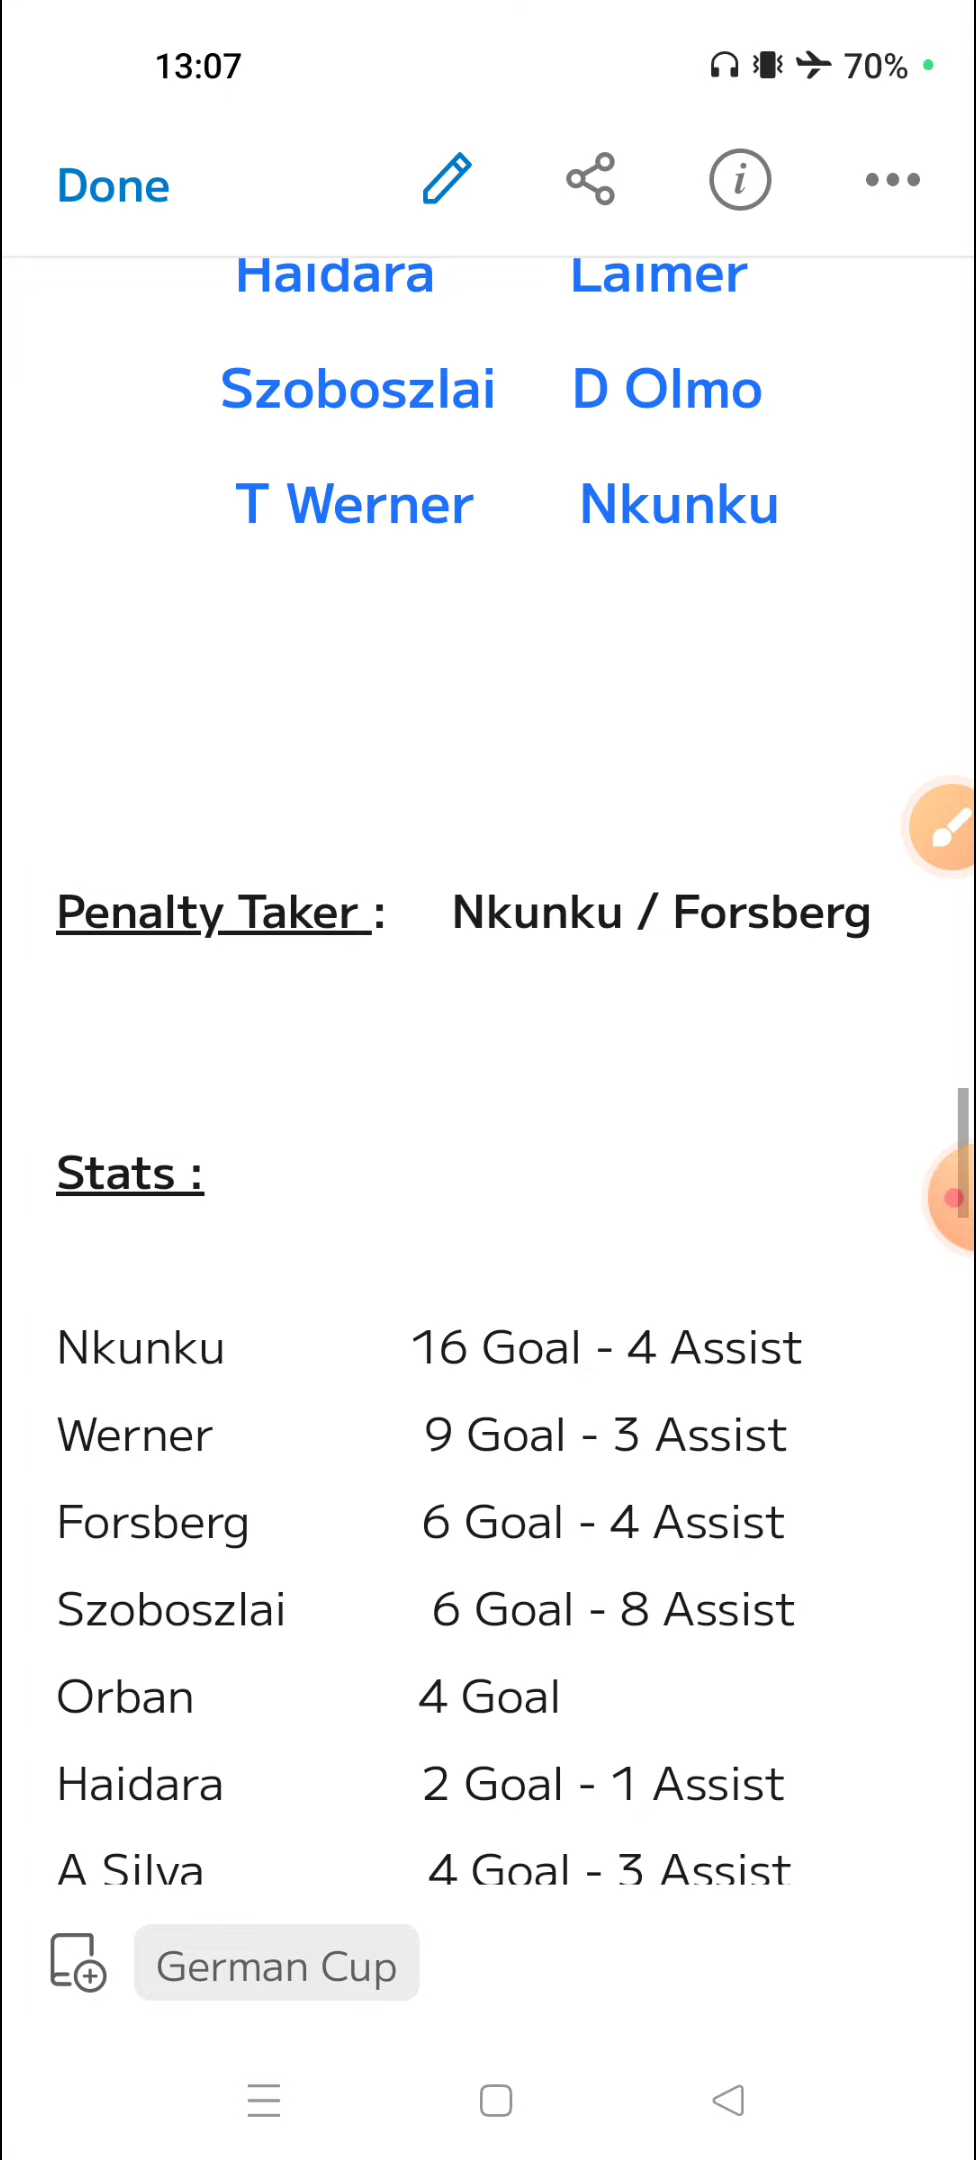 13:07 70%
Done
Haidara Laimer
Szoboszlai D Olmo
T Werner Nkunku
Penalty Taker : Nkunku / Forsberg
Stats :
Nkunku 16 Goal - 4 Assist
Werner 9 Goal - 3 Assist
Forsberg 6 Goal - 4 Assist
Szoboszlai 6 Goal - 8 Assist
Orban 4 Goal
Haidara 2 Goal - 1 Assist
A Silva 4 Goal - 3 Assist
German Cup